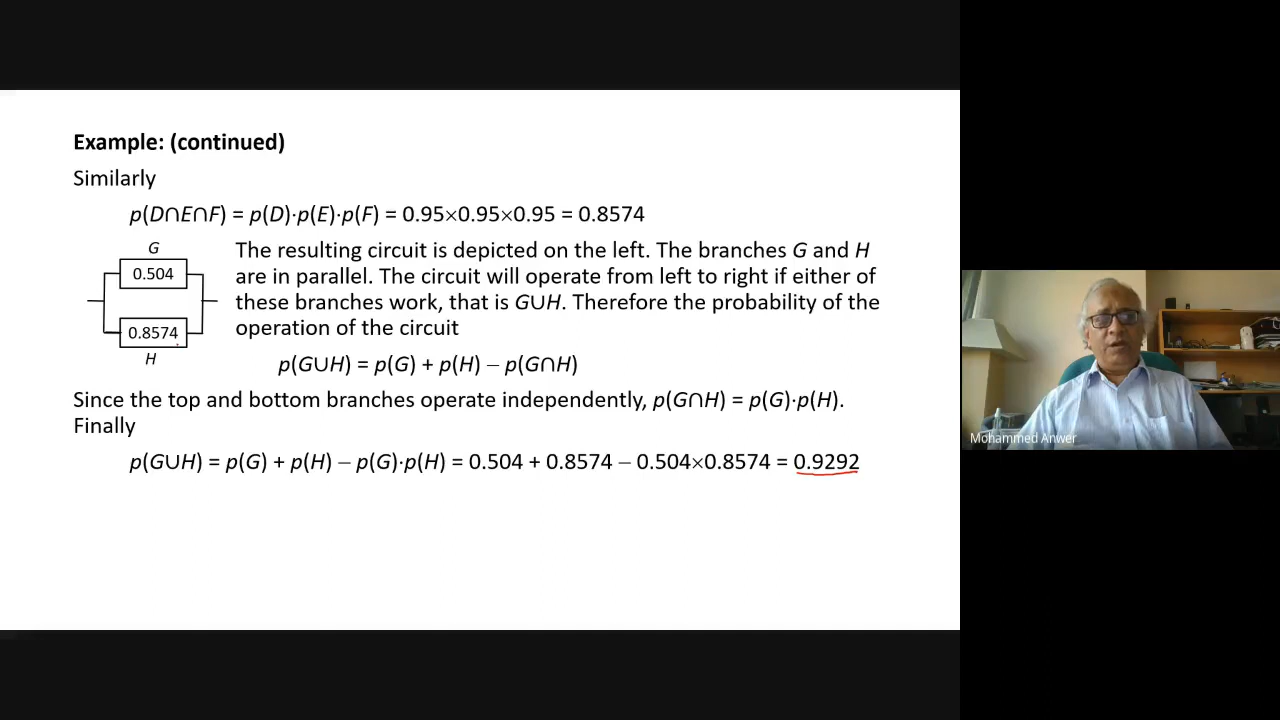 Example: (continued)
Similarly
p(D∩E∩F) = p(D)·p(E)·p(F) = 0.95×0.95×0.95 = 0.8574
G
0.504
0.8574
H
The resulting circuit is depicted on the left. The branches G and H
are in parallel. The circuit will operate from left to right if either of
these branches work, that is G∪H. Therefore the probability of the
operation of the circuit
p(G∪H) = p(G) + p(H) − p(G∩H)
Since the top and bottom branches operate independently, p(G∩H) = p(G)·p(H).
Finally
p(G∪H) = p(G) + p(H) − p(G)·p(H) = 0.504 + 0.8574 − 0.504×0.8574 = 0.9292
Mohammed Anwer